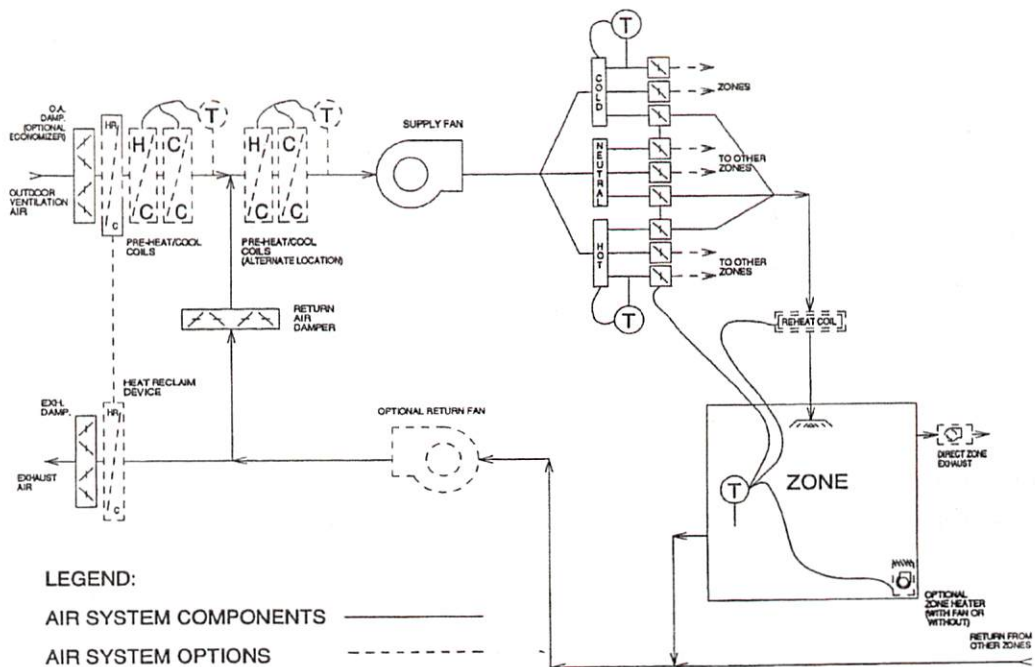 T
COLD
ZONES
O.A.
DAMP.
(OPTIONAL
ECONOMIZER)
HR
H
C
T
H
C
T
SUPPLY FAN
NEUTRAL
TO OTHER
ZONES
OUTDOOR
VENTILATION
AIR
C
C
C
C
C
PRE-HEAT/COOL
COILS
PRE-HEAT/COOL
COILS
(ALTERNATE LOCATION)
HOT
TO OTHER
ZONES
T
RETURN
AIR
DAMPER
REHEAT COIL
HEAT RECLAIM
DEVICE
EXH.
DAMP.
HR
OPTIONAL RETURN FAN
EXHAUST
AIR
C
DIRECT ZONE
EXHAUST
T
ZONE
LEGEND:
AIR SYSTEM COMPONENTS
AIR SYSTEM OPTIONS
OPTIONAL
ZONE HEATER
(WITH FAN OR
WITHOUT)
RETURN FROM
OTHER ZONES